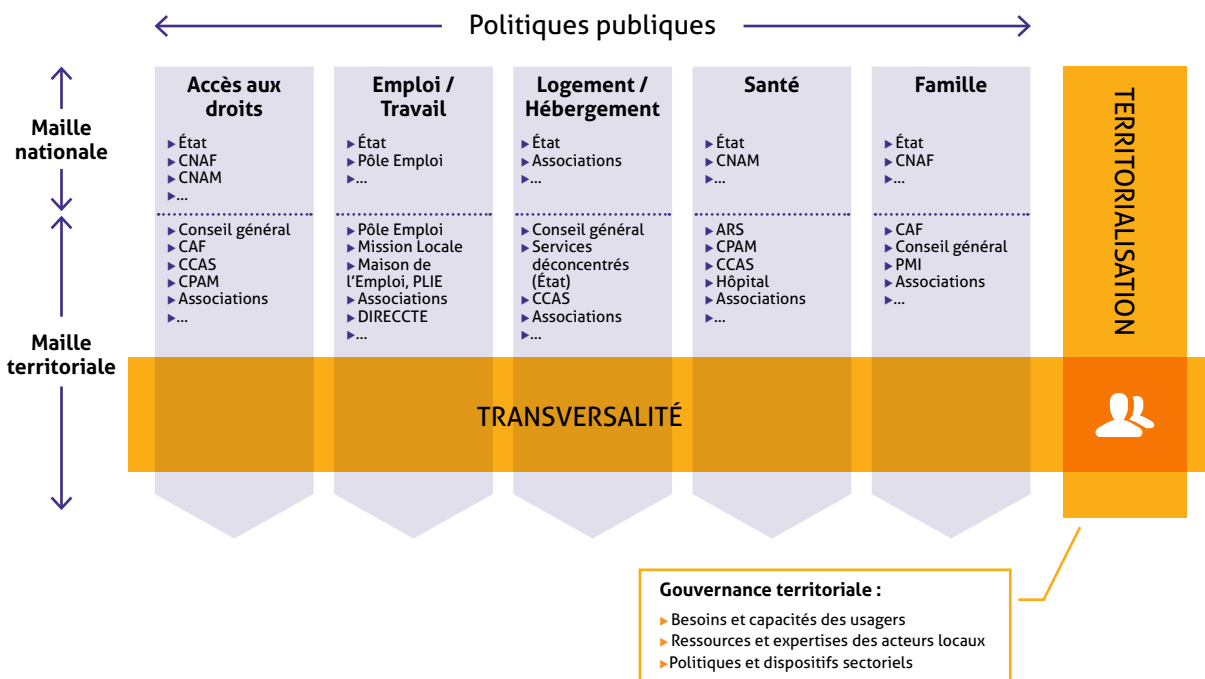 Politiques publiques
Maille
nationale
Maille
territoriale
Accès aux
droits
▸ État
▸ CNAF
▸ CNAM
▸ ...
▸ Conseil général
▸ CAF
▸ CCAS
▸ CPAM
▸ Associations
▸ ...
Emploi /
Travail
▸ État
▸ Pôle Emploi
▸ ...
▸ Pôle Emploi
▸ Mission Locale
▸ Maison de
l’Emploi, PLIE
▸ Associations
▸ DIRECCTE
▸ ...
Logement /
Hébergement
▸ État
▸ Associations
▸ ...
▸ Conseil général
▸ Services
déconcentrés
(État)
▸ CCAS
▸ Associations
▸ ...
Santé
▸ État
▸ CNAM
▸ ...
▸ ARS
▸ CPAM
▸ CCAS
▸ Hôpital
▸ Associations
▸ ...
Famille
▸ État
▸ CNAF
▸ ...
▸ CAF
▸ Conseil général
▸ PMI
▸ Associations
▸ ...
TERRITORIALISATION
TRANSVERSALITÉ
Gouvernance territoriale :
▸ Besoins et capacités des usagers
▸ Ressources et expertises des acteurs locaux
▸ Politiques et dispositifs sectoriels